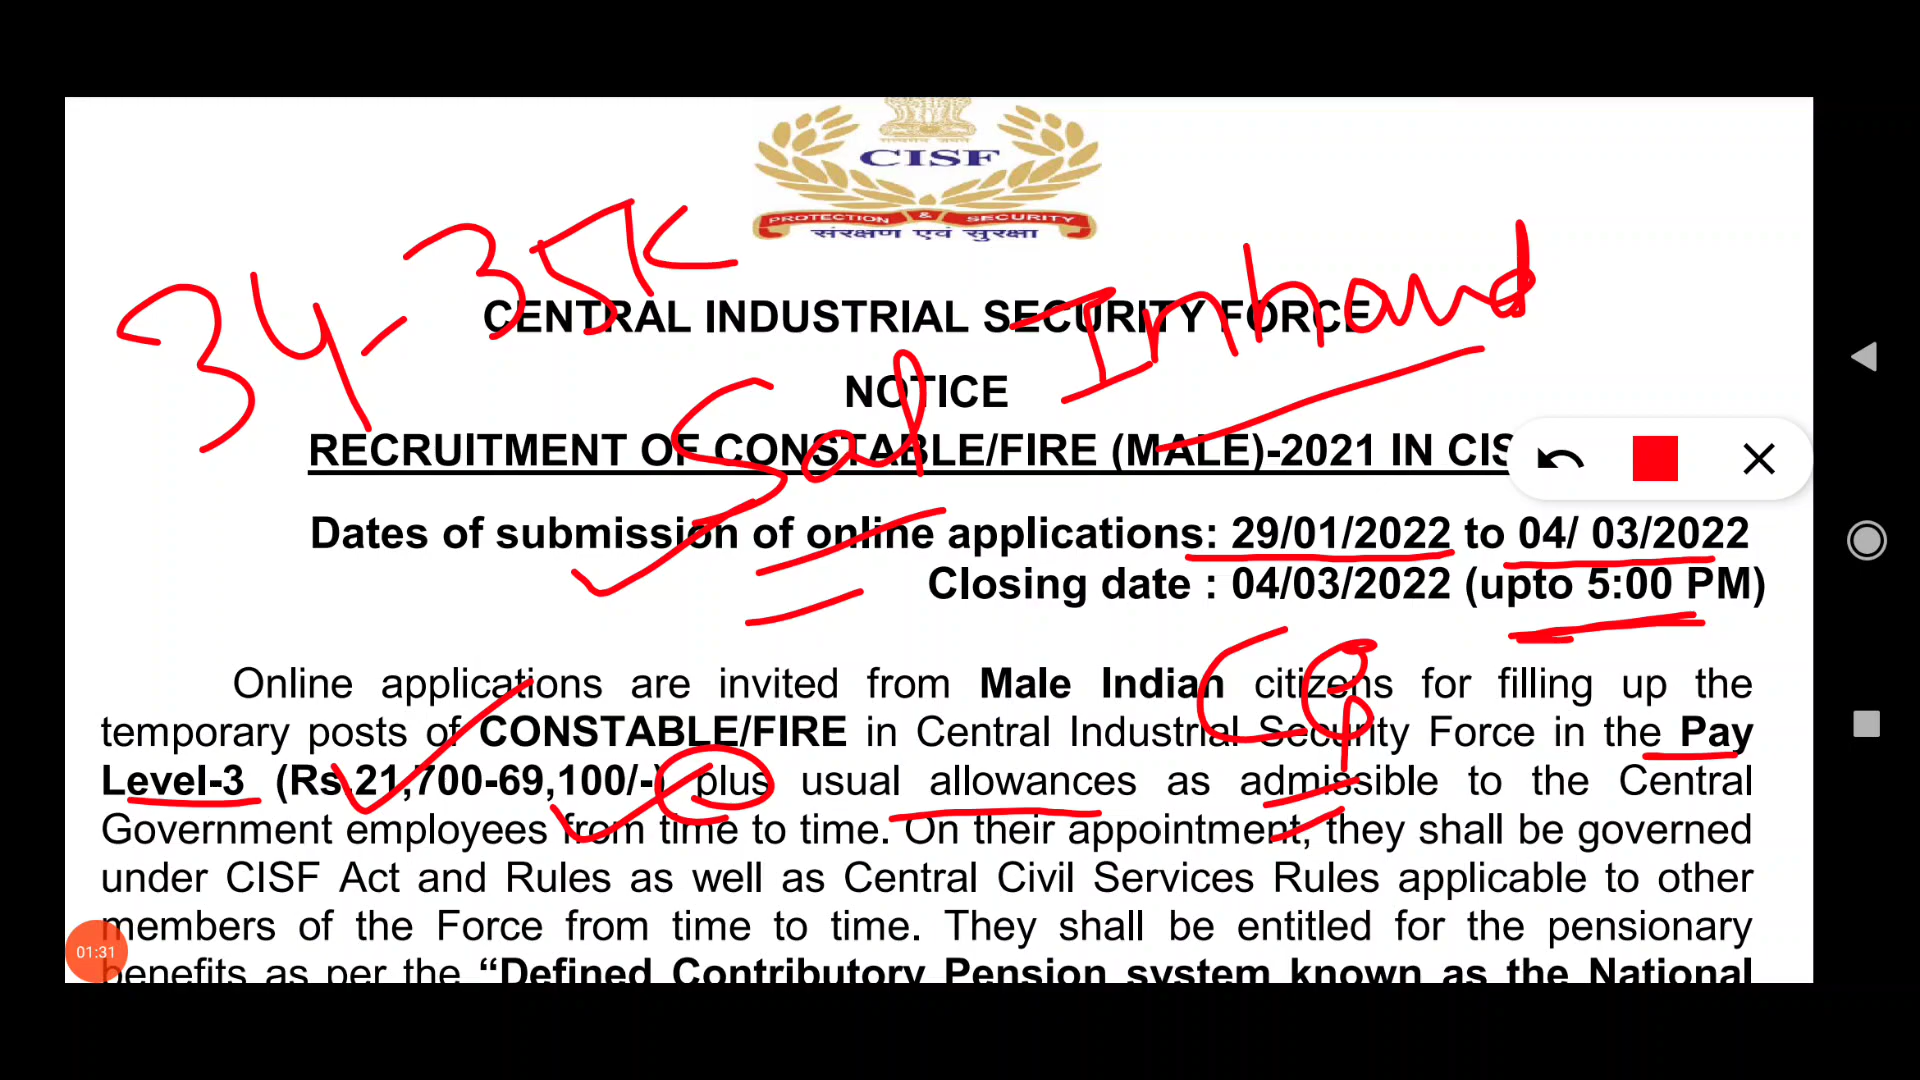 सत्यमेव जयते
CISF
PROTECTION & SECURITY
संरक्षण एवं सुरक्षा
34-35K
Inhand
Sal
CENTRAL INDUSTRIAL SECURITY FORCE
NOTICE
RECRUITMENT OF CONSTABLE/FIRE (MALE)-2021 IN CIS
Dates of submission of online applications: 29/01/2022 to 04/ 03/2022
Closing date : 04/03/2022 (upto 5:00 PM)
CG
Online applications are invited from Male Indian citizens for filling up the
temporary posts of CONSTABLE/FIRE in Central Industrial Security Force in the Pay
Level-3 (Rs.21,700-69,100/-) plus usual allowances as admissible to the Central
Government employees from time to time. On their appointment, they shall be governed
under CISF Act and Rules as well as Central Civil Services Rules applicable to other
members of the Force from time to time. They shall be entitled for the pensionary
benefits as per the “Defined Contributory Pension system known as the National
01:31